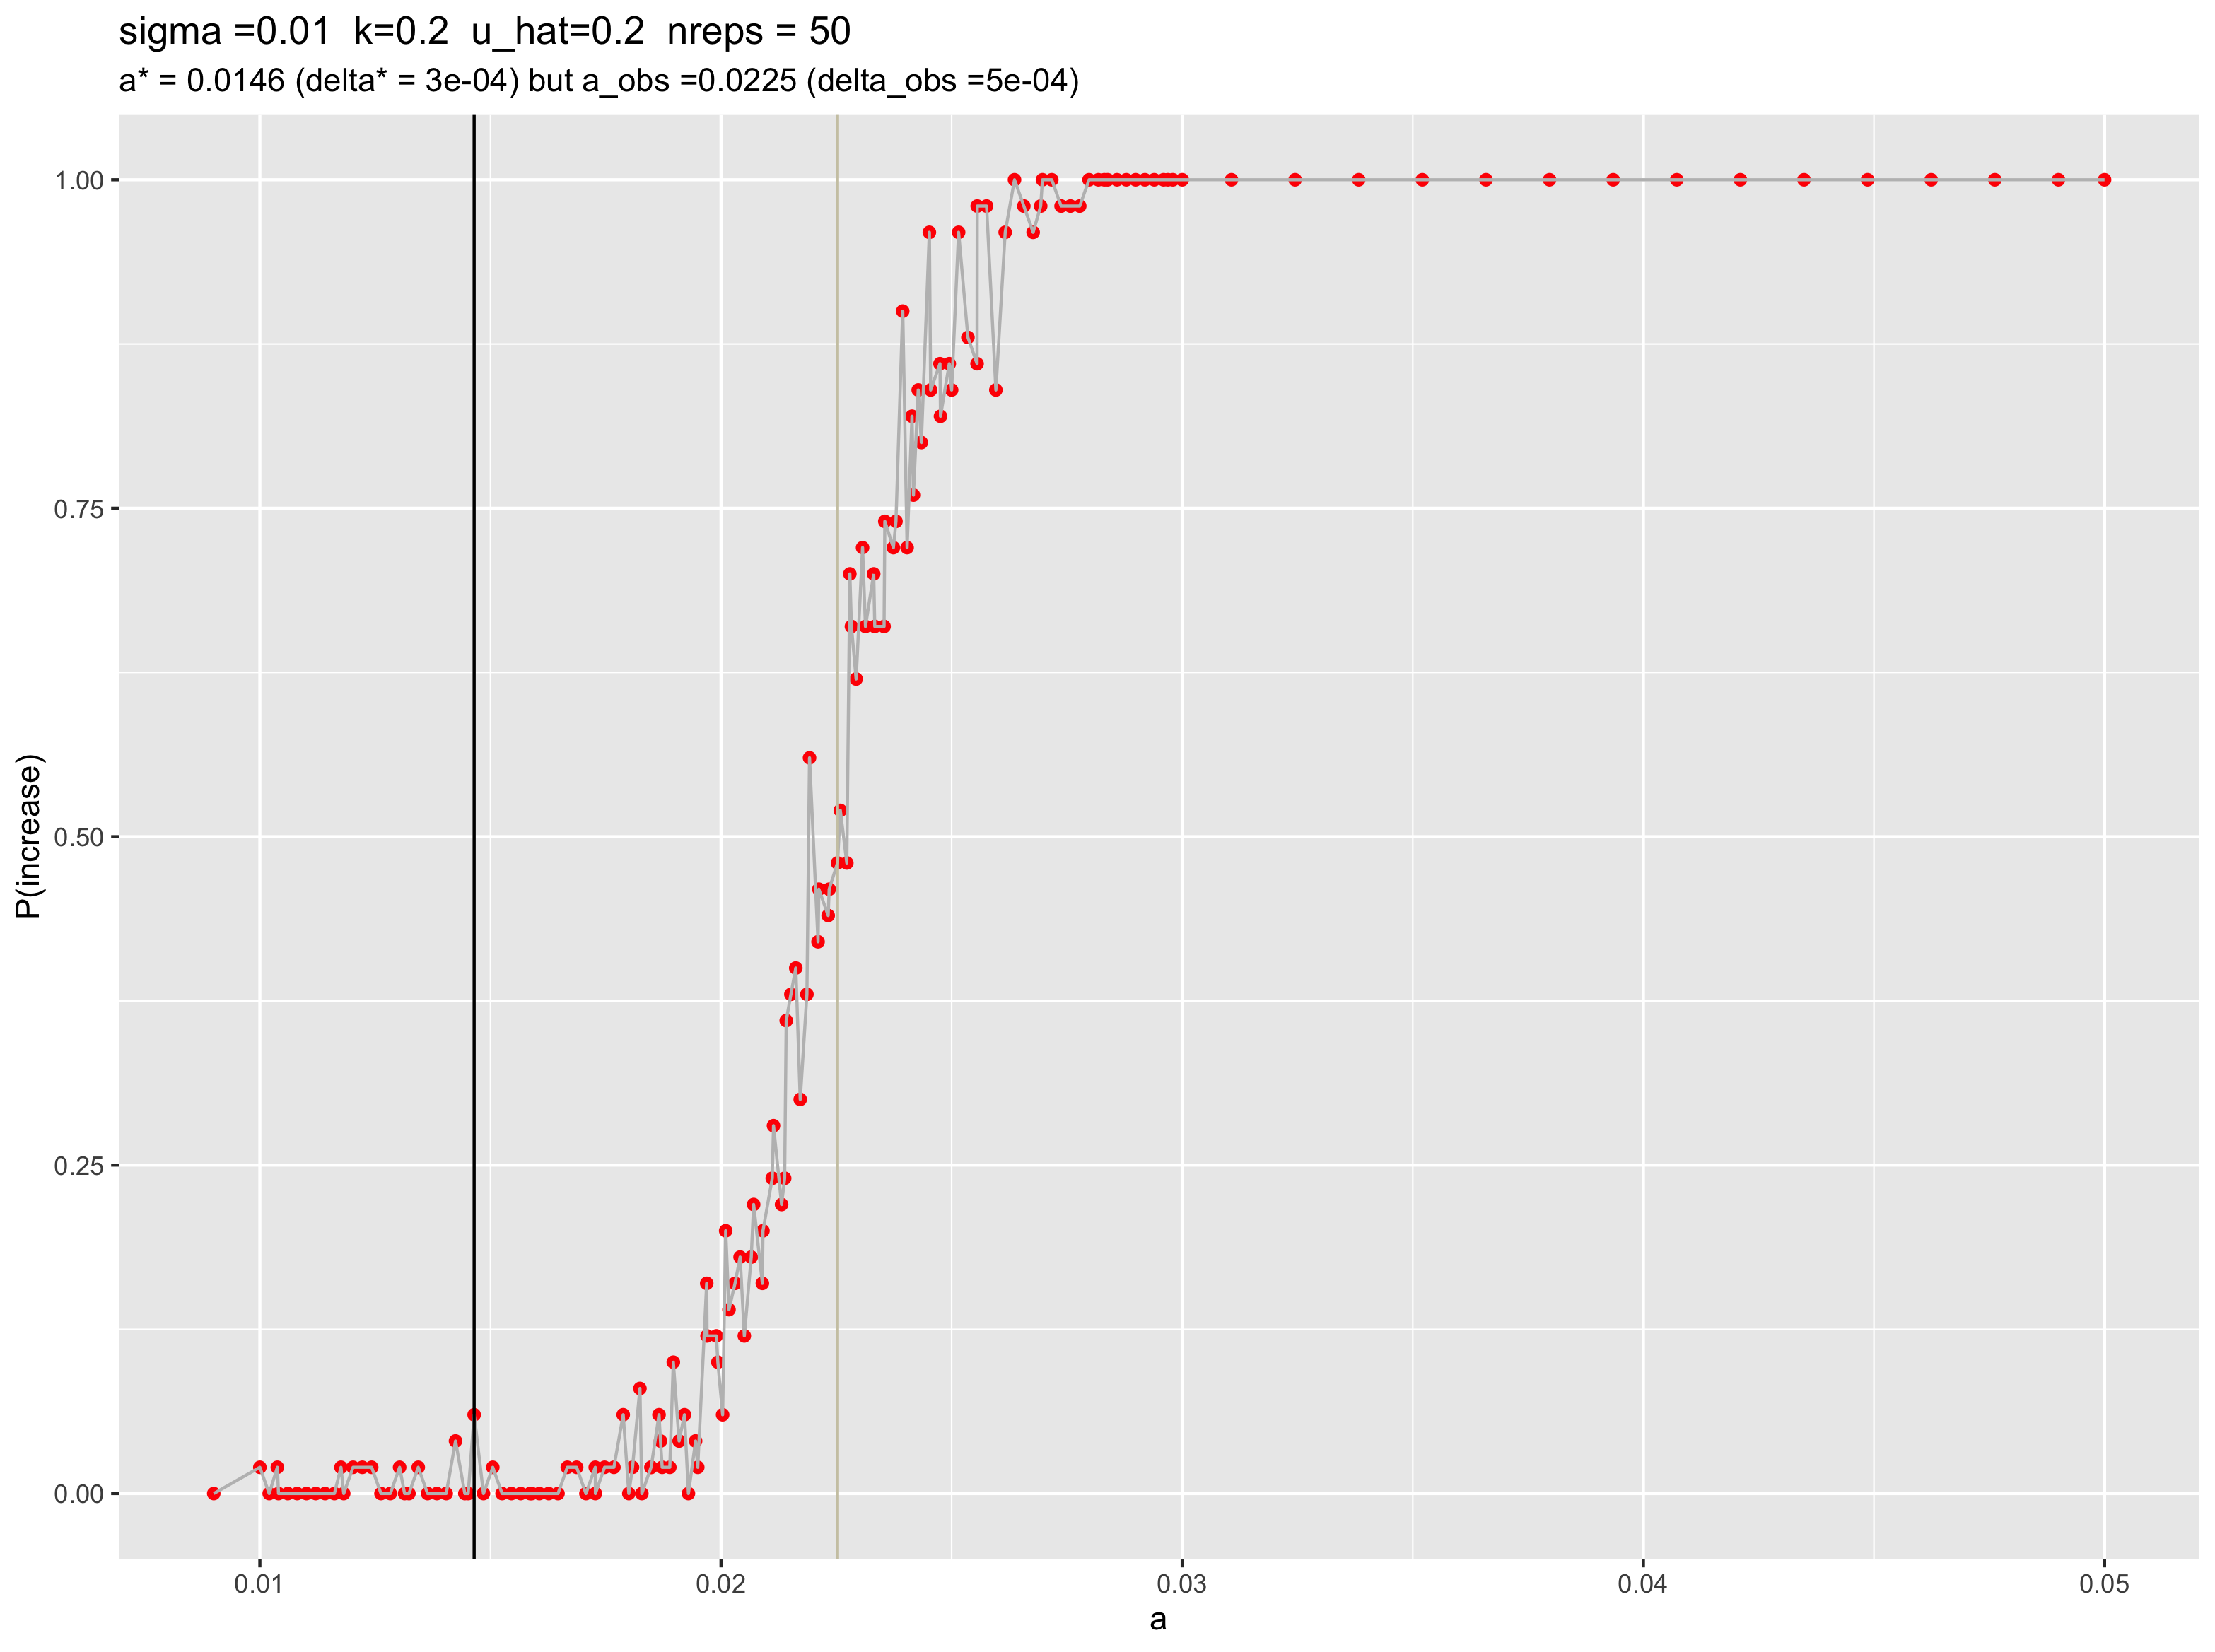 sigma =0.01  k=0.2  u_hat=0.2  nreps = 50
a* = 0.0146 (delta* = 3e-04) but a_obs =0.0225 (delta_obs =5e-04)
1.00
0.75
0.50
0.25
0.00
P(increase)
0.01
0.02
0.03
0.04
0.05
a